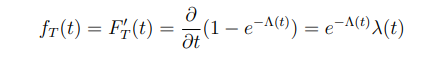 f_T(t) = F'_T(t) = ∂/∂t (1 − e^{−Λ(t)}) = e^{−Λ(t)} λ(t)